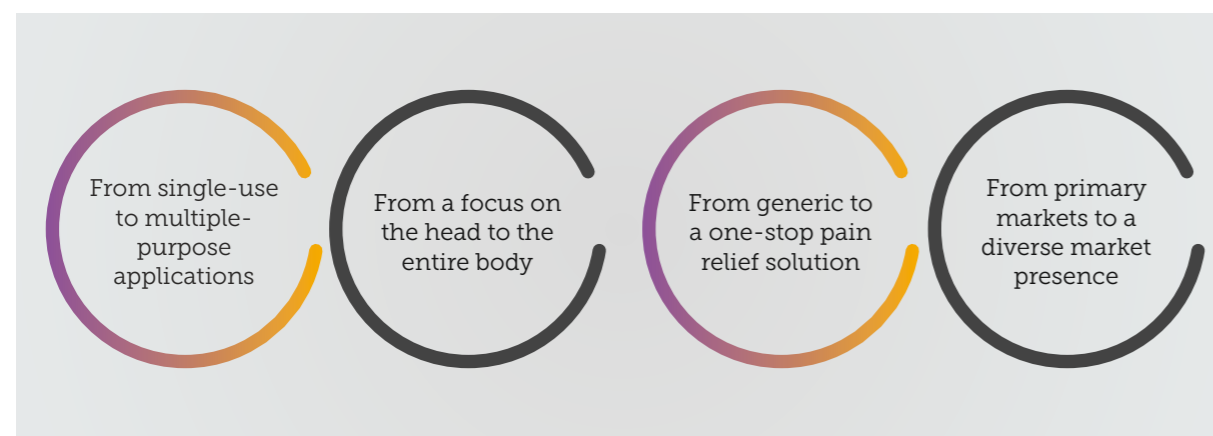 From single-use
to multiple-
purpose
applications
From a focus on
the head to the
entire body
From generic to
a one-stop pain
relief solution
From primary
markets to a
diverse market
presence